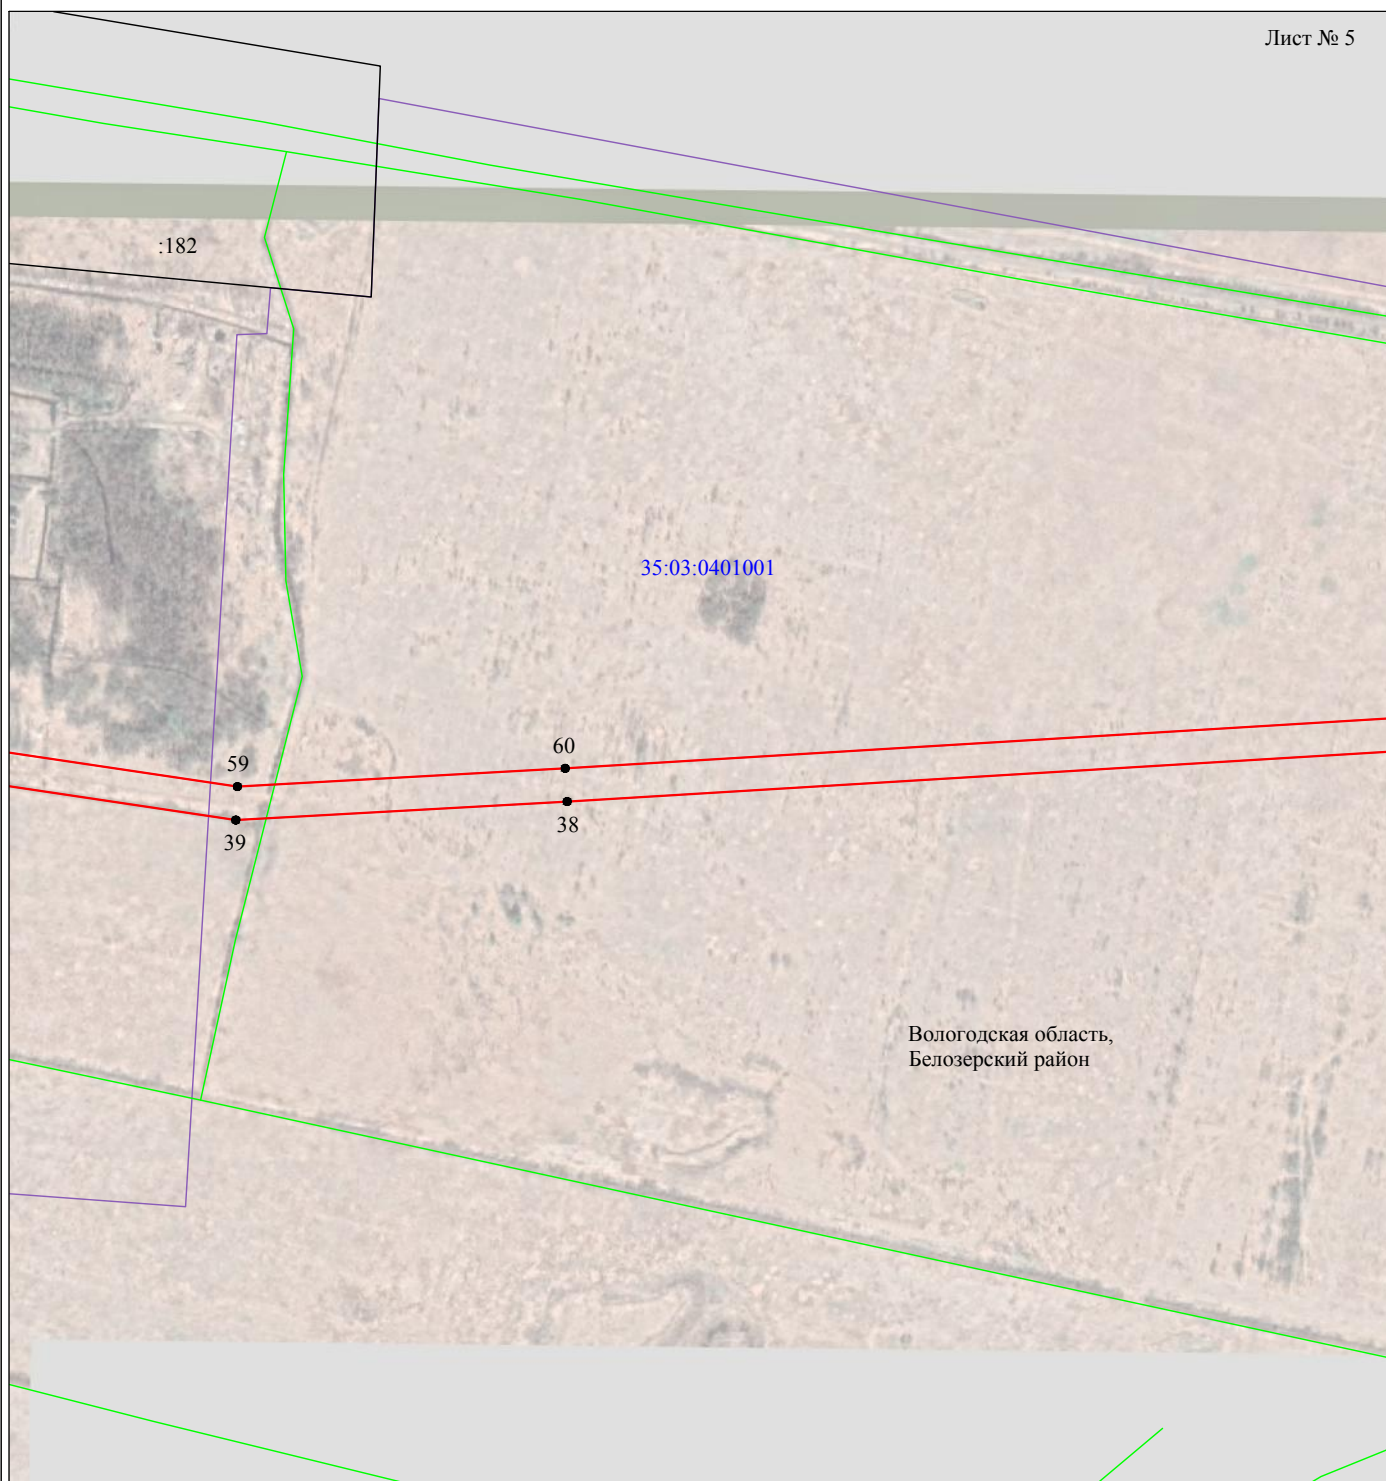 Лист № 5
:182
35:03:0401001
60
59
38
39
Вологодская область,
Белозерский район